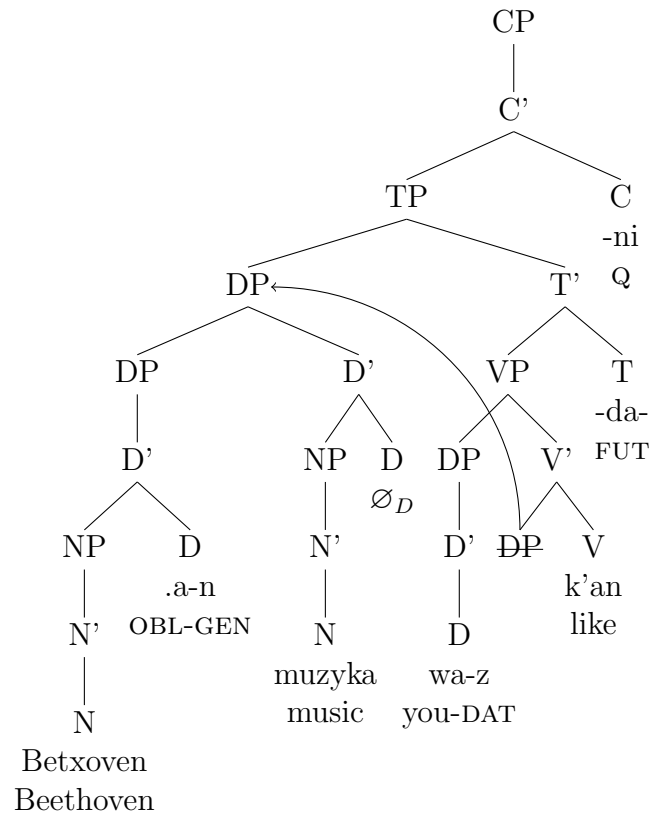 CP
C'
TP C
-ni
Q
DP T'
DP D' VP T
-da-
FUT
D' NP D DP V'
∅D
NP D N' D' DP V
.a-n k'an
OBL-GEN like
N' N D
muzyka wa-z
music you-DAT
N
Betxoven
Beethoven